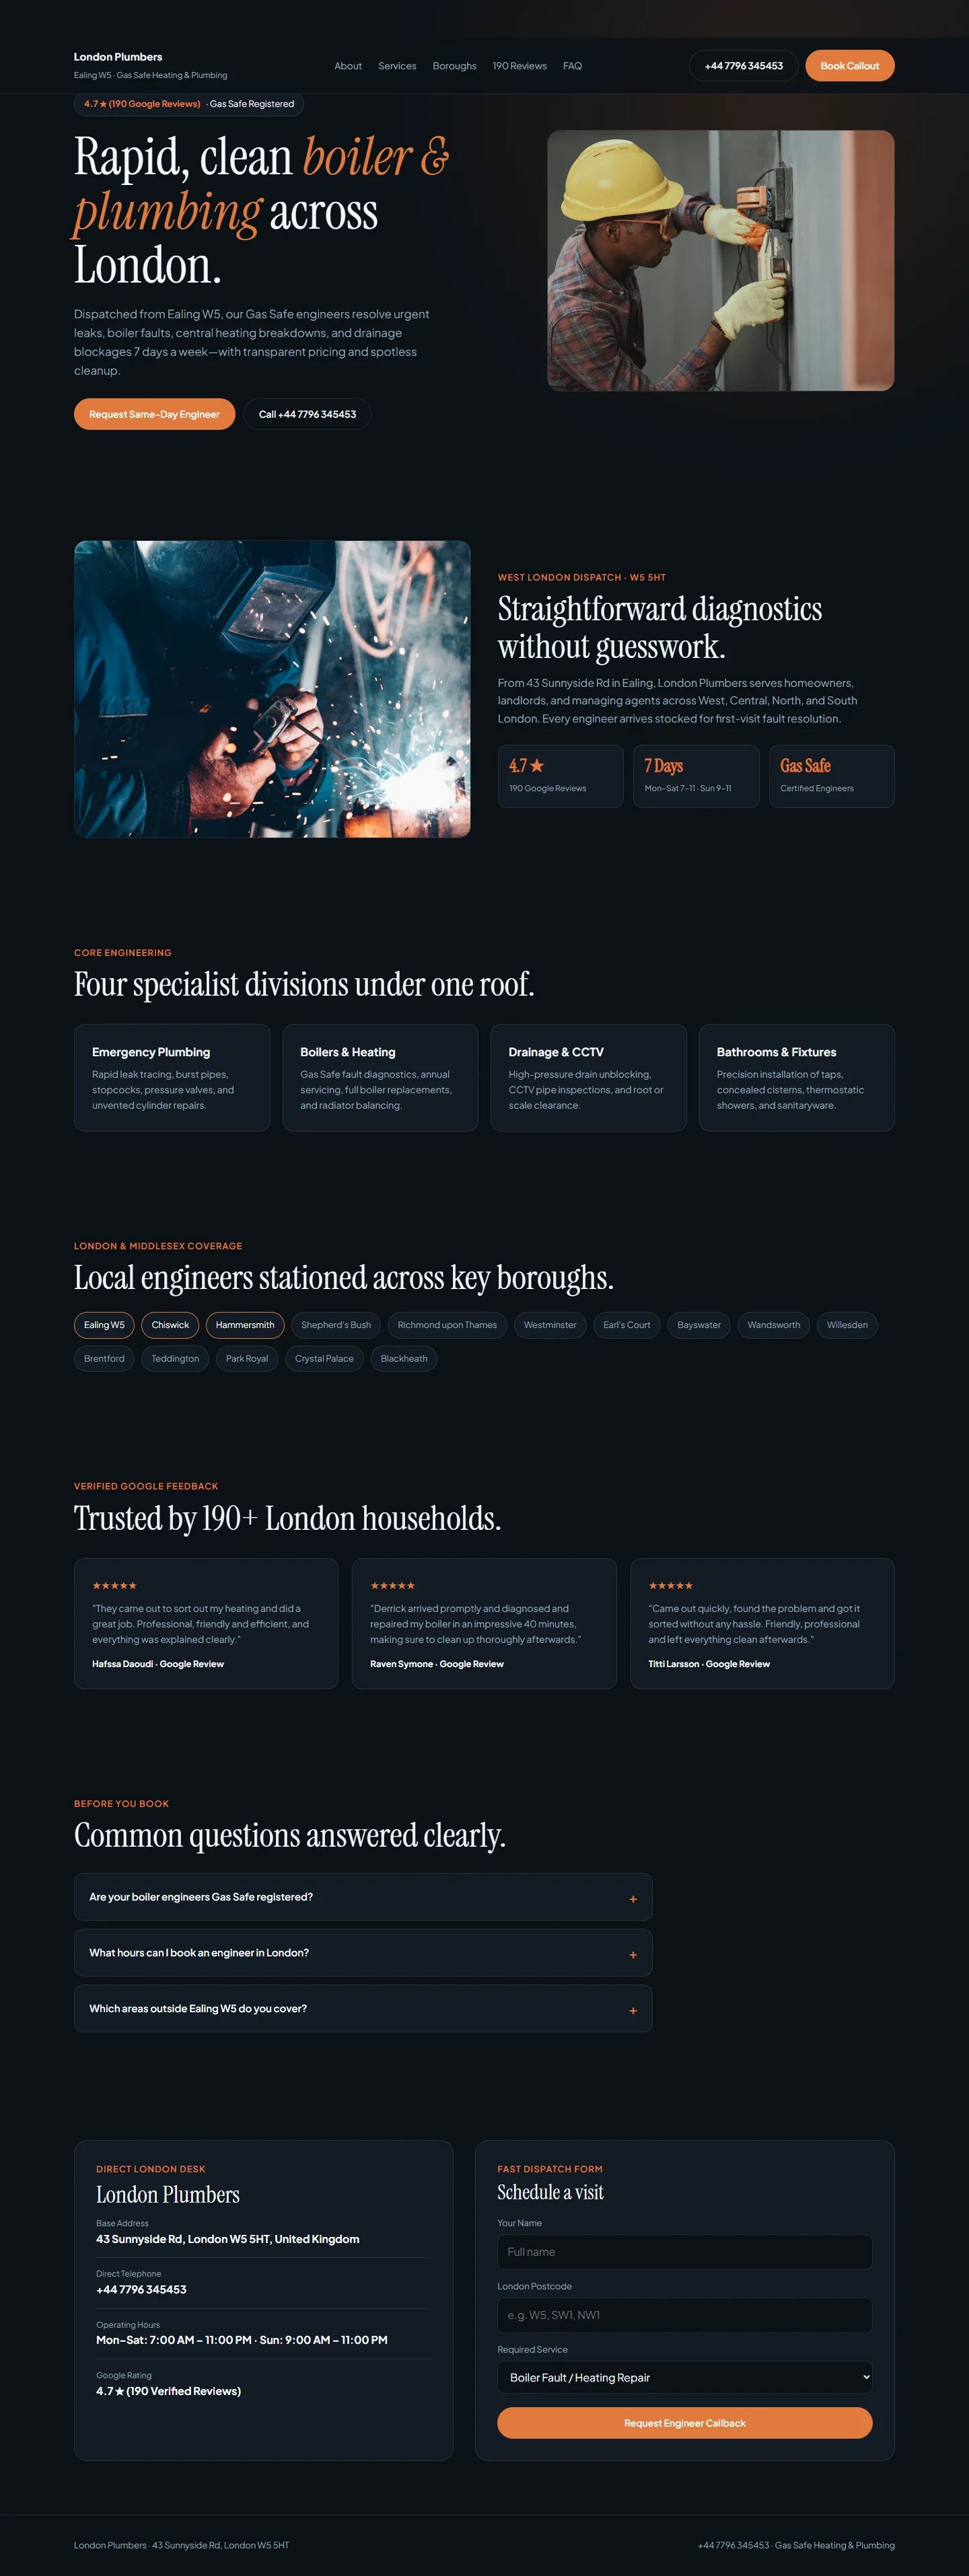 London Plumbers
Ealing W5 · Gas Safe Heating & Plumbing
About Services Boroughs 190 Reviews FAQ
+44 7796 345453
Book Callout
4.7★ (190 Google Reviews) · Gas Safe Registered
Rapid, clean boiler &
plumbing across
London.
Dispatched from Ealing W5, our Gas Safe engineers resolve urgent
leaks, boiler faults, central heating breakdowns, and drainage
blockages 7 days a week—with transparent pricing and spotless
cleanup.
Request Same-Day Engineer
Call +44 7796 345453
WEST LONDON DISPATCH · W5 5HT
Straightforward diagnostics
without guesswork.
From 43 Sunnyside Rd in Ealing, London Plumbers serves homeowners,
landlords, and managing agents across West, Central, North, and South
London. Every engineer arrives stocked for first-visit fault resolution.
4.7★
190 Google Reviews
7 Days
Mon-Sat 7-11 · Sun 9-11
Gas Safe
Certified Engineers
CORE ENGINEERING
Four specialist divisions under one roof.
Emergency Plumbing
Rapid leak tracing, burst pipes,
stopcocks, pressure valves, and
unvented cylinder repairs.
Boilers & Heating
Gas Safe fault diagnostics, annual
servicing, full boiler replacements,
and radiator balancing.
Drainage & CCTV
High-pressure drain unblocking,
CCTV pipe inspections, and root or
scale clearance.
Bathrooms & Fixtures
Precision installation of taps,
concealed cisterns, thermostatic
showers, and sanitaryware.
LONDON & MIDDLESEX COVERAGE
Local engineers stationed across key boroughs.
Ealing W5 Chiswick Hammersmith Shepherd's Bush Richmond upon Thames Westminster Earl's Court Bayswater Wandsworth Willesden
Brentford Teddington Park Royal Crystal Palace Blackheath
VERIFIED GOOGLE FEEDBACK
Trusted by 190+ London households.
★★★★★
"They came out to sort out my heating and did a
great job. Professional, friendly and efficient, and
everything was explained clearly."
Hafssa Daoudi · Google Review
★★★★★
"Derrick arrived promptly and diagnosed and
repaired my boiler in an impressive 40 minutes,
making sure to clean up thoroughly afterwards."
Raven Symone · Google Review
★★★★★
"Came out quickly, found the problem and got it
sorted without any hassle. Friendly, professional
and left everything clean afterwards."
Titti Larsson · Google Review
BEFORE YOU BOOK
Common questions answered clearly.
Are your boiler engineers Gas Safe registered? +
What hours can I book an engineer in London? +
Which areas outside Ealing W5 do you cover? +
DIRECT LONDON DESK
London Plumbers
Base Address
43 Sunnyside Rd, London W5 5HT, United Kingdom
Direct Telephone
+44 7796 345453
Operating Hours
Mon–Sat: 7:00 AM – 11:00 PM · Sun: 9:00 AM – 11:00 PM
Google Rating
4.7★ (190 Verified Reviews)
FAST DISPATCH FORM
Schedule a visit
Your Name
Full name
London Postcode
e.g. W5, SW1, NW1
Required Service
Boiler Fault / Heating Repair
Request Engineer Callback
London Plumbers · 43 Sunnyside Rd, London W5 5HT
+44 7796 345453 · Gas Safe Heating & Plumbing